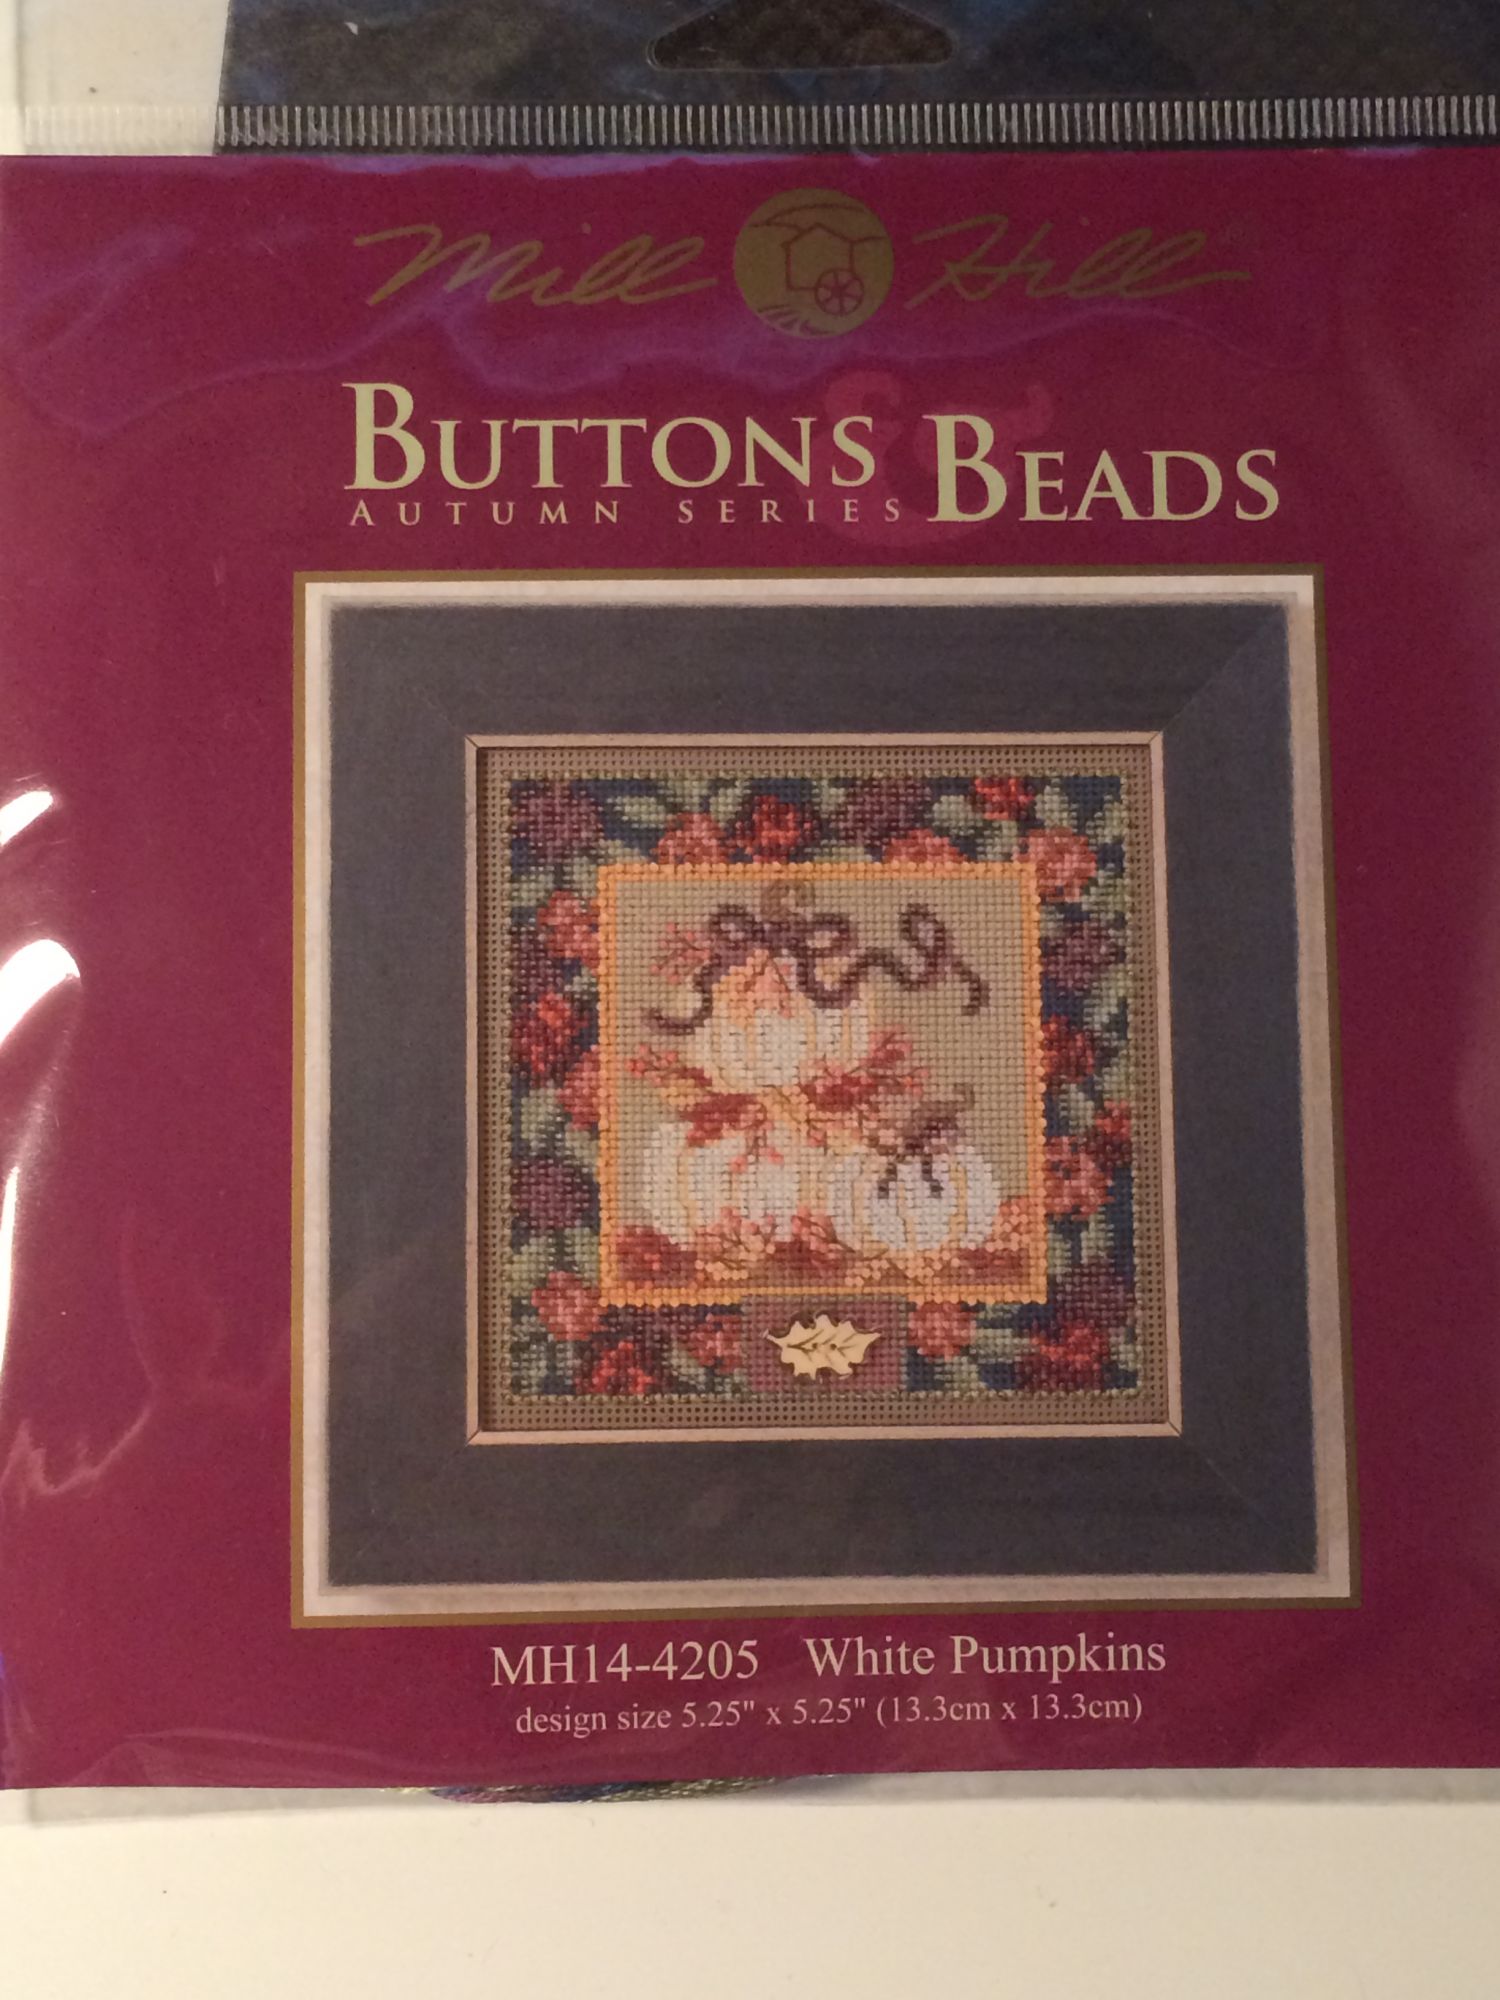 Mill Hill®
BUTTONS & BEADS
AUTUMN SERIES
MH14-4205 White Pumpkins
design size 5.25" x 5.25" (13.3cm x 13.3cm)